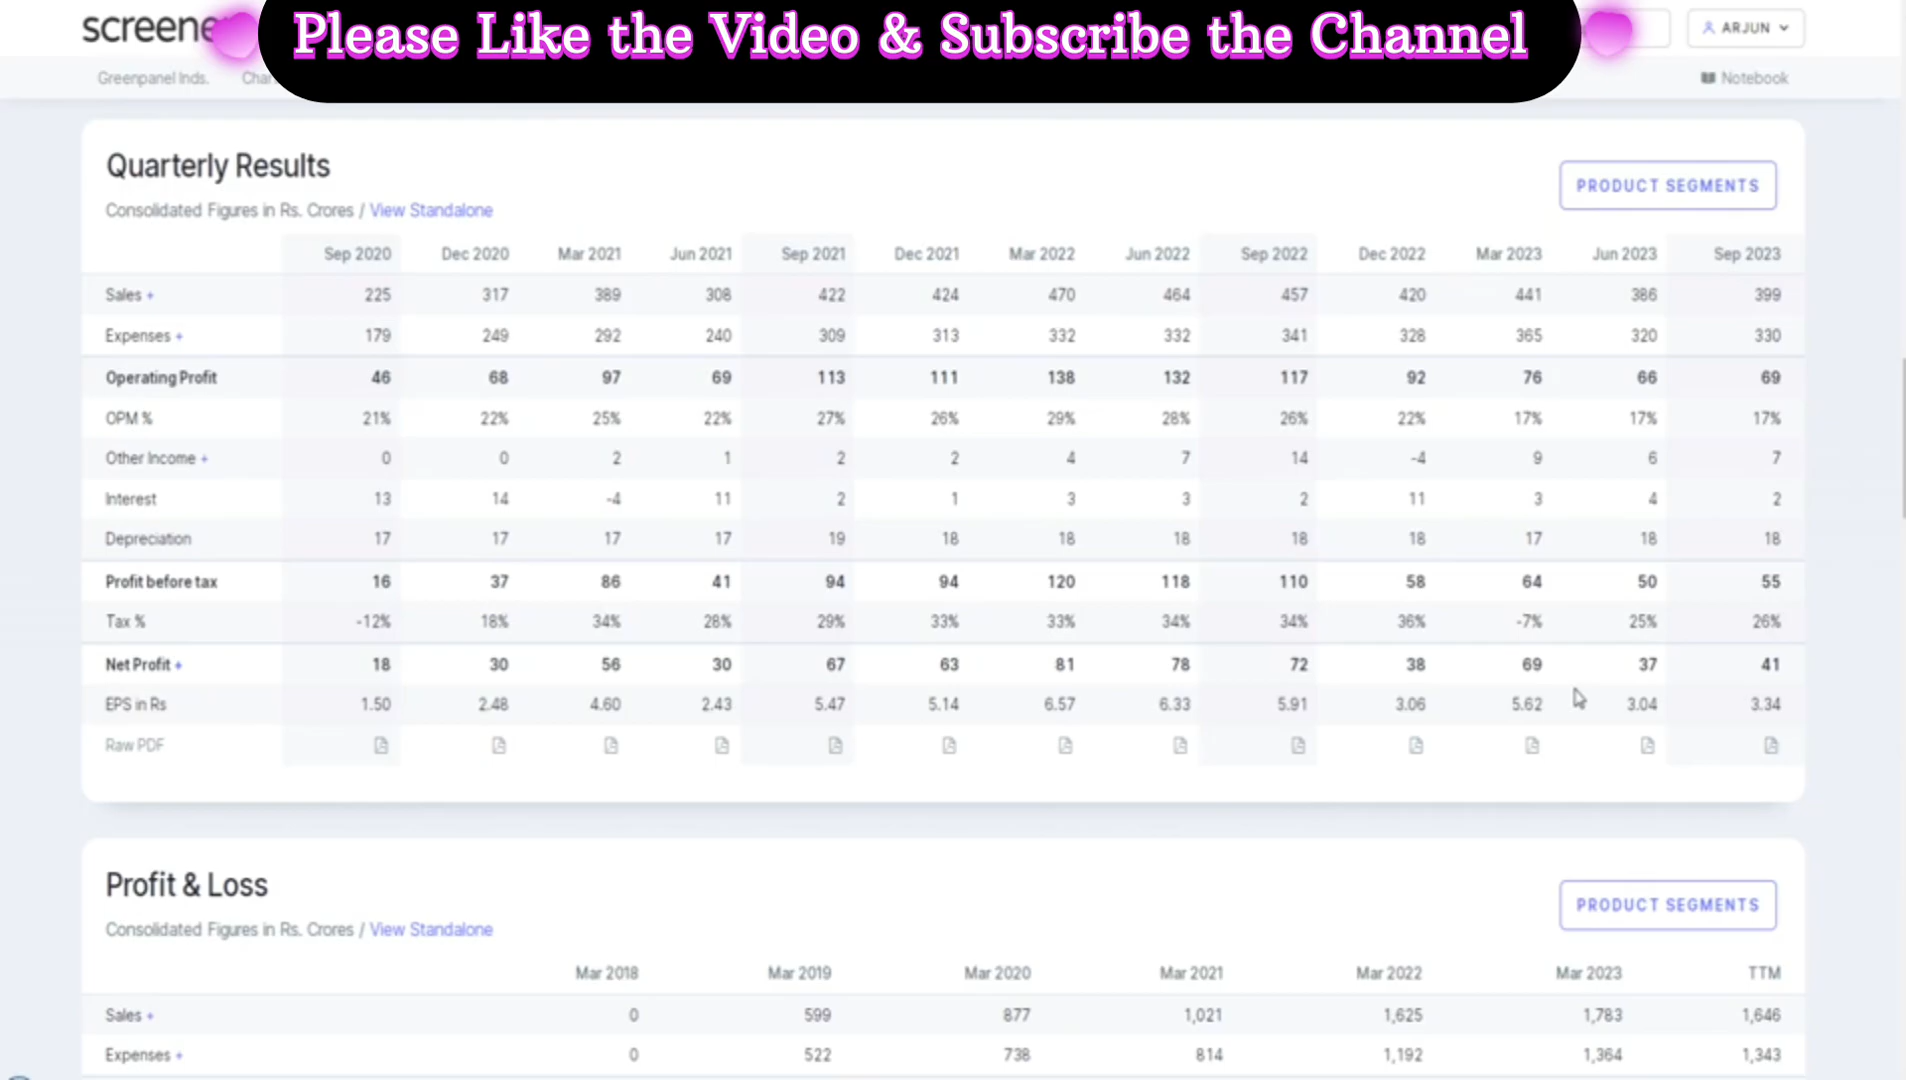 Please Like the Video & Subscribe the Channel
screene
ARJUN
Greenpanel Inds.
Notebook
Quarterly Results
PRODUCT SEGMENTS
Consolidated Figures in Rs. Crores / View Standalone
Sep 2020 Dec 2020 Mar 2021 Jun 2021 Sep 2021 Dec 2021 Mar 2022 Jun 2022 Sep 2022 Dec 2022 Mar 2023 Jun 2023 Sep 2023
Sales + 225 317 389 308 422 424 470 464 457 420 441 386 399
Expenses + 179 249 292 240 309 313 332 332 341 328 365 320 330
Operating Profit 46 68 97 69 113 111 138 132 117 92 76 66 69
OPM % 21% 22% 25% 22% 27% 26% 29% 28% 26% 22% 17% 17% 17%
Other Income + 0 0 2 1 2 2 4 7 14 -4 9 6 7
Interest 13 14 -4 11 2 1 3 3 2 11 3 4 2
Depreciation 17 17 17 17 19 18 18 18 18 18 17 18 18
Profit before tax 16 37 86 41 94 94 120 118 110 58 64 50 55
Tax % -12% 18% 34% 28% 29% 33% 33% 34% 34% 36% -7% 25% 26%
Net Profit + 18 30 56 30 67 63 81 78 72 38 69 37 41
EPS in Rs 1.50 2.48 4.60 2.43 5.47 5.14 6.57 6.33 5.91 3.06 5.62 3.04 3.34
Raw PDF
Profit & Loss
PRODUCT SEGMENTS
Consolidated Figures in Rs. Crores / View Standalone
Mar 2018 Mar 2019 Mar 2020 Mar 2021 Mar 2022 Mar 2023 TTM
Sales + 0 599 877 1,021 1,625 1,783 1,646
Expenses + 0 522 738 814 1,192 1,364 1,343